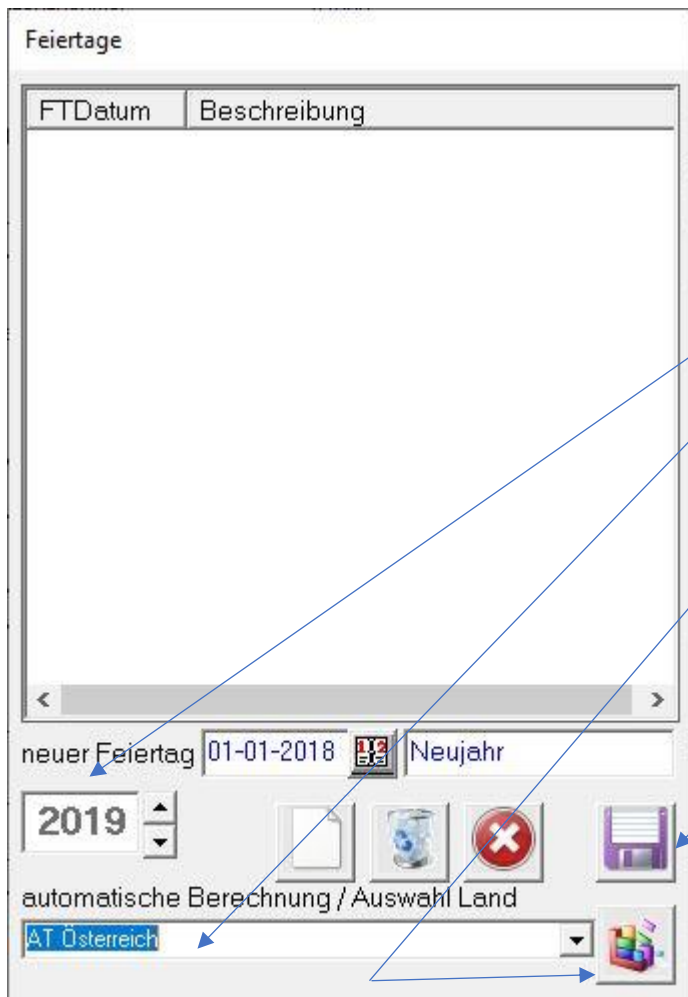 Feiertage
FTDatum Beschreibung
neuer Feiertag 01-01-2018 Neujahr
2019
automatische Berechnung / Auswahl Land
AT Österreich